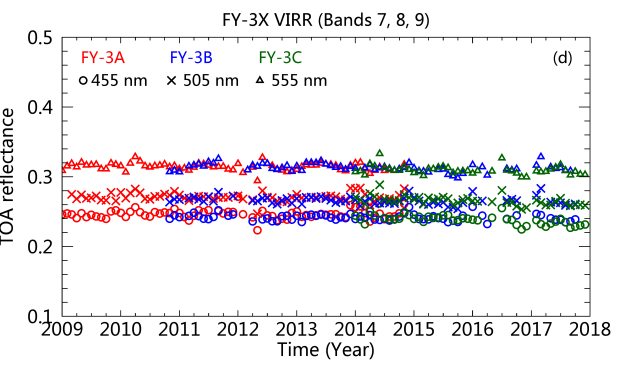 FY-3X VIRR (Bands 7, 8, 9)
0.5
FY-3A FY-3B FY-3C (d)
455 nm 505 nm 555 nm
0.4
0.3
0.2
0.1
TOA reflectance
2009 2010 2011 2012 2013 2014 2015 2016 2017 2018
Time (Year)